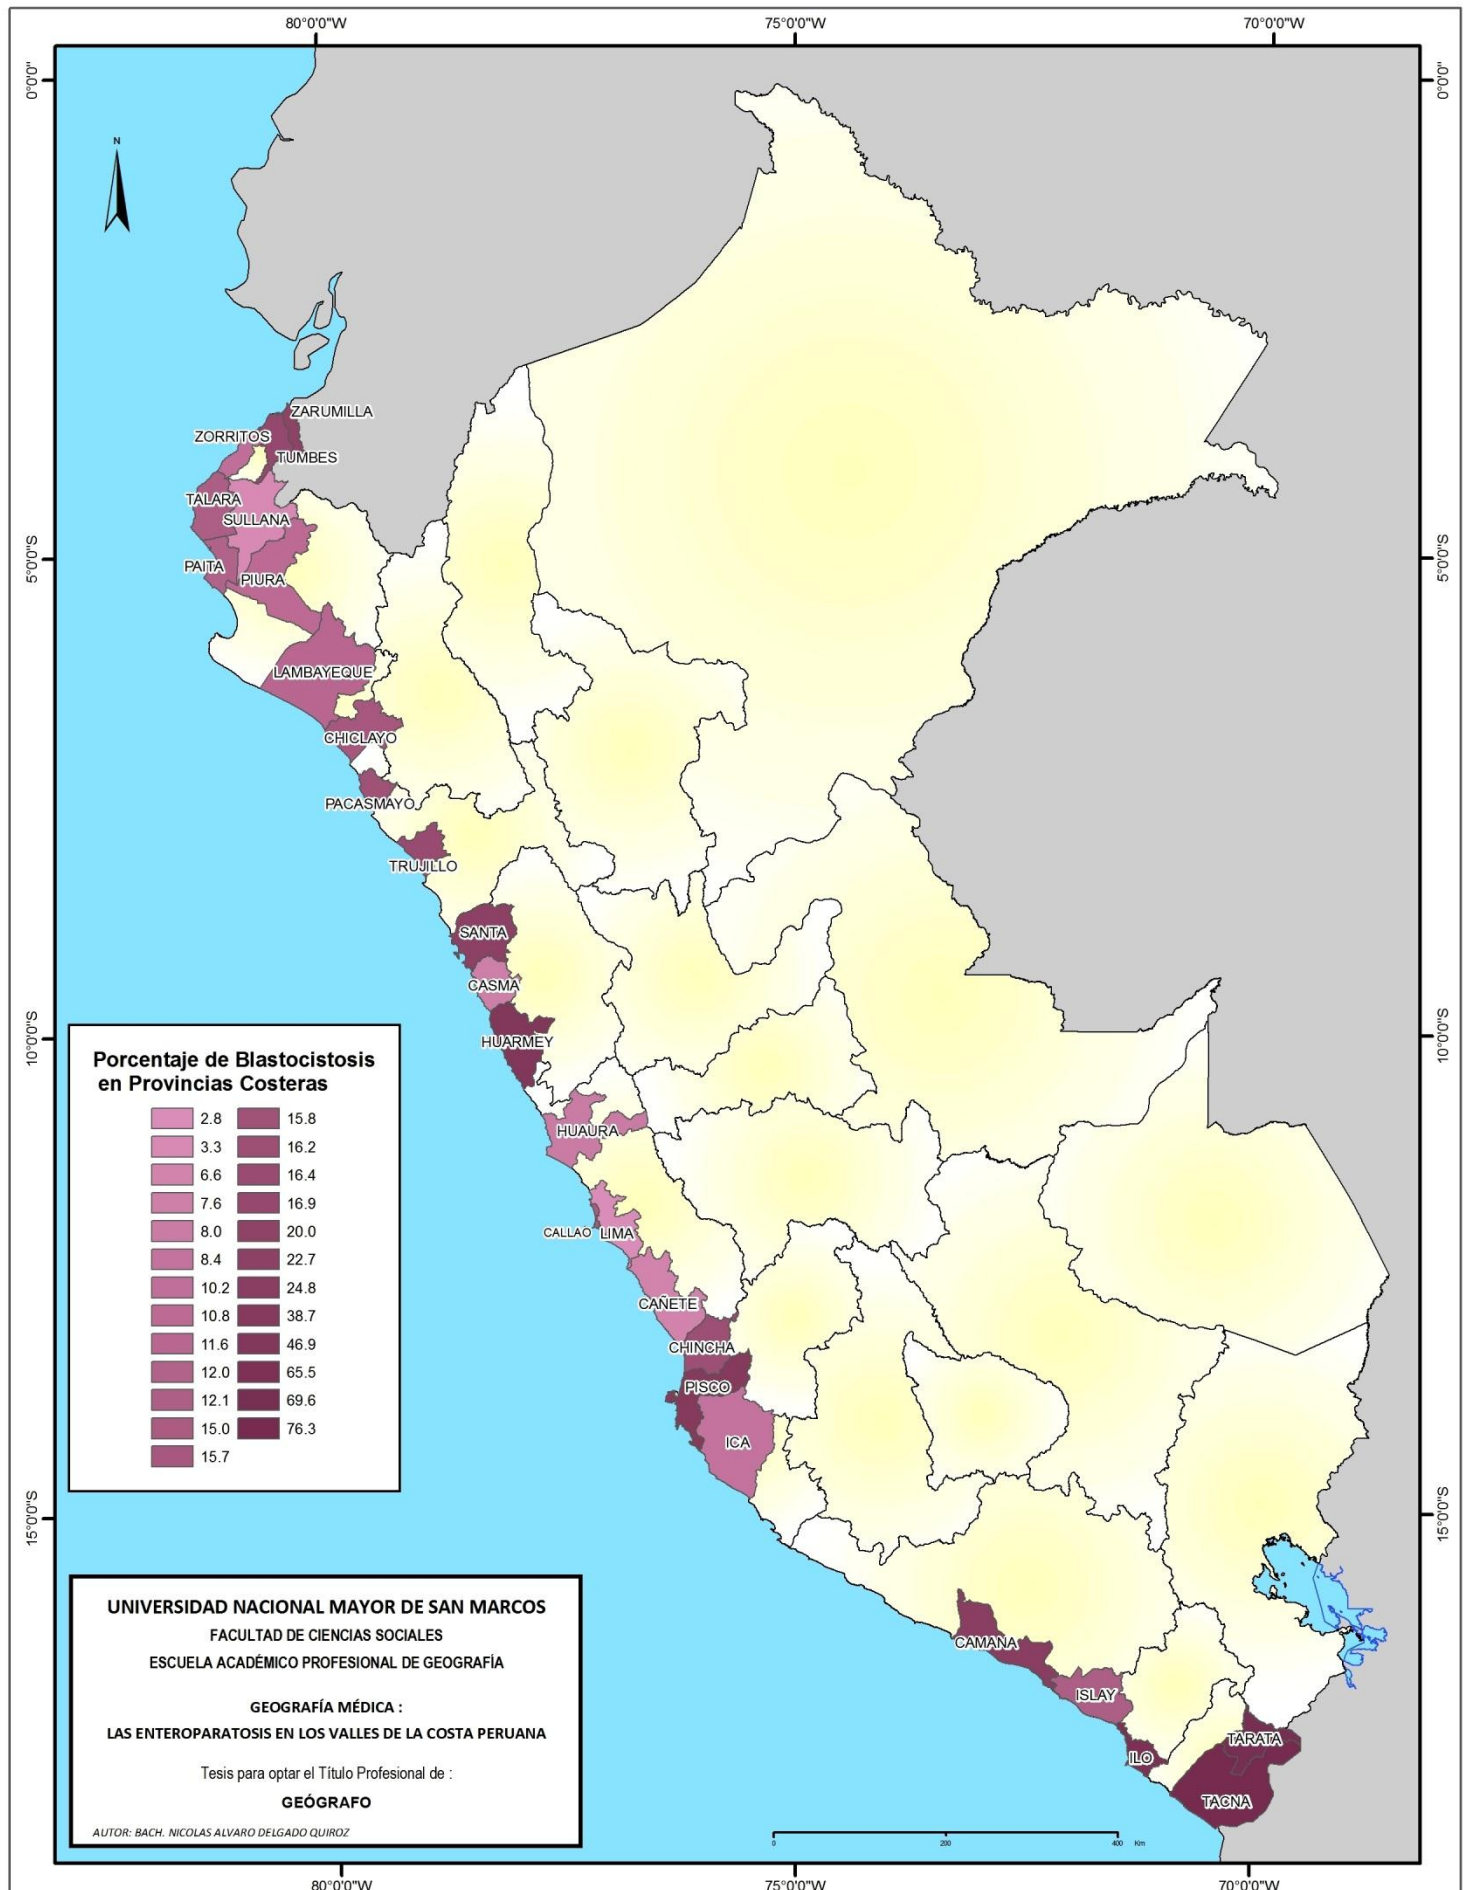 80°0'0"W
75°0'0"W
70°0'0"W
0°0'0"
0°0'0"
N
ZARUMILLA
ZORRITOS
TUMBES
TALARA
SULLANA
5°0'0"S
5°0'0"S
PAITA
PIURA
LAMBAYEQUE
CHICLAYO
PACASMAYO
TRUJILLO
SANTA
CASMA
10°0'0"S
10°0'0"S
HUARMEY
Porcentaje de Blastocistosis
en Provincias Costeras
2.8 15.8
3.3 16.2
6.6 16.4
7.6 16.9
8.0 20.0
8.4 22.7
10.2 24.8
10.8 38.7
11.6 46.9
12.0 65.5
12.1 69.6
15.0 76.3
15.7
HUAURA
CALLAO
LIMA
CAÑETE
CHINCHA
PISCO
ICA
15°0'0"S
15°0'0"S
CAMANA
ISLAY
ILO
TARATA
TACNA
UNIVERSIDAD NACIONAL MAYOR DE SAN MARCOS
FACULTAD DE CIENCIAS SOCIALES
ESCUELA ACADÉMICO PROFESIONAL DE GEOGRAFÍA
GEOGRAFÍA MÉDICA :
LAS ENTEROPARATOSIS EN LOS VALLES DE LA COSTA PERUANA
Tesis para optar el Título Profesional de :
GEÓGRAFO
AUTOR: BACH. NICOLAS ALVARO DELGADO QUIROZ
0 200 400 Km
80°0'0"W
75°0'0"W
70°0'0"W